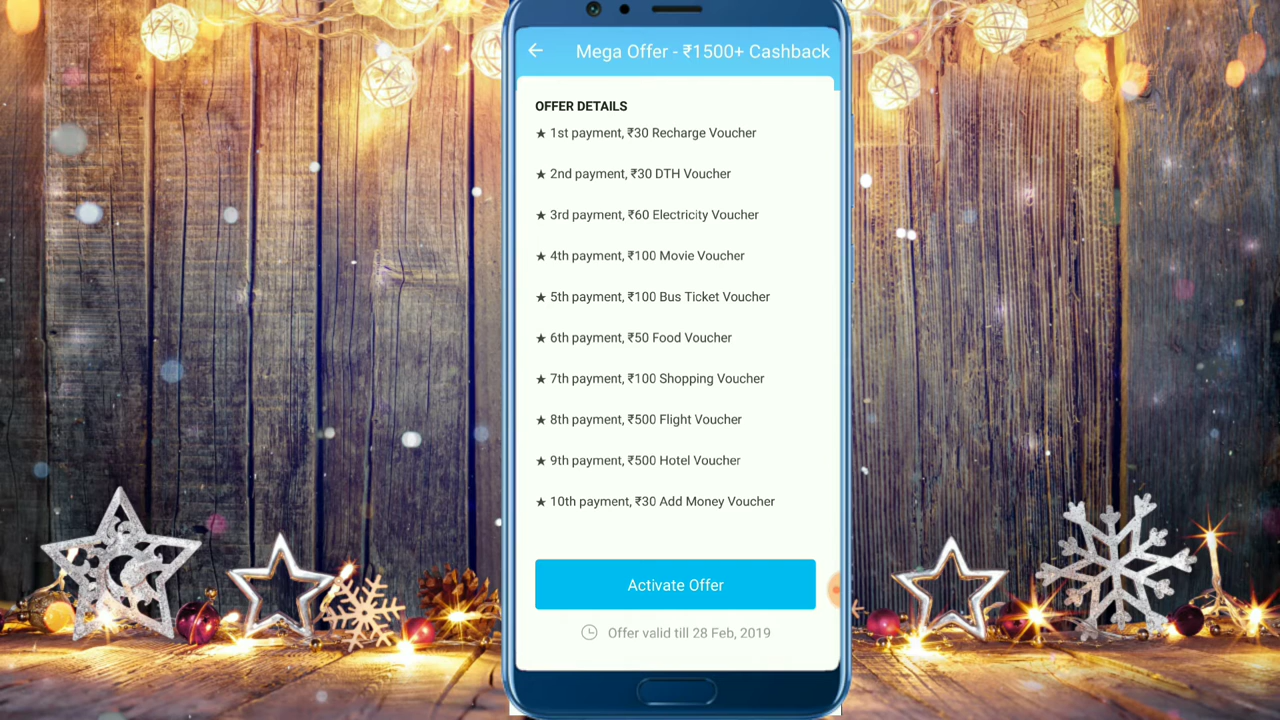 Mega Offer - ₹1500+ Cashback
OFFER DETAILS
★ 1st payment, ₹30 Recharge Voucher
★ 2nd payment, ₹30 DTH Voucher
★ 3rd payment, ₹60 Electricity Voucher
★ 4th payment, ₹100 Movie Voucher
★ 5th payment, ₹100 Bus Ticket Voucher
★ 6th payment, ₹50 Food Voucher
★ 7th payment, ₹100 Shopping Voucher
★ 8th payment, ₹500 Flight Voucher
★ 9th payment, ₹500 Hotel Voucher
★ 10th payment, ₹30 Add Money Voucher
Activate Offer
Offer valid till 28 Feb, 2019